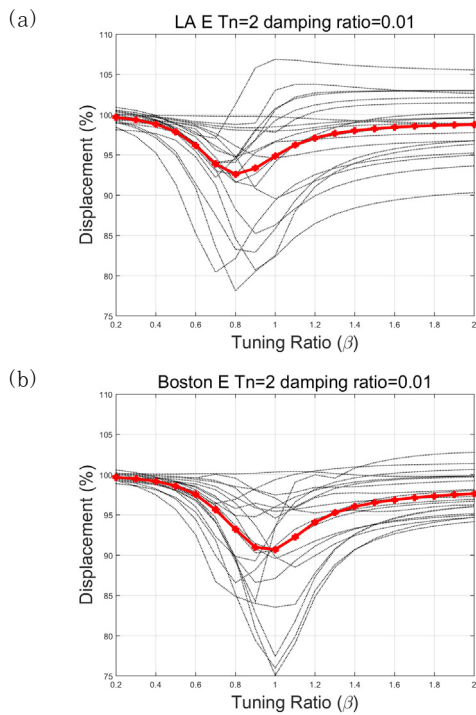 (a)
LA E Tn=2 damping ratio=0.01
110
105
100
95
90
85
80
75
Displacement (%)
0.2 0.4 0.6 0.8 1 1.2 1.4 1.6 1.8 2
Tuning Ratio (β)
(b)
Boston E Tn=2 damping ratio=0.01
110
105
100
95
90
85
80
75
Displacement (%)
0.2 0.4 0.6 0.8 1 1.2 1.4 1.6 1.8 2
Tuning Ratio (β)